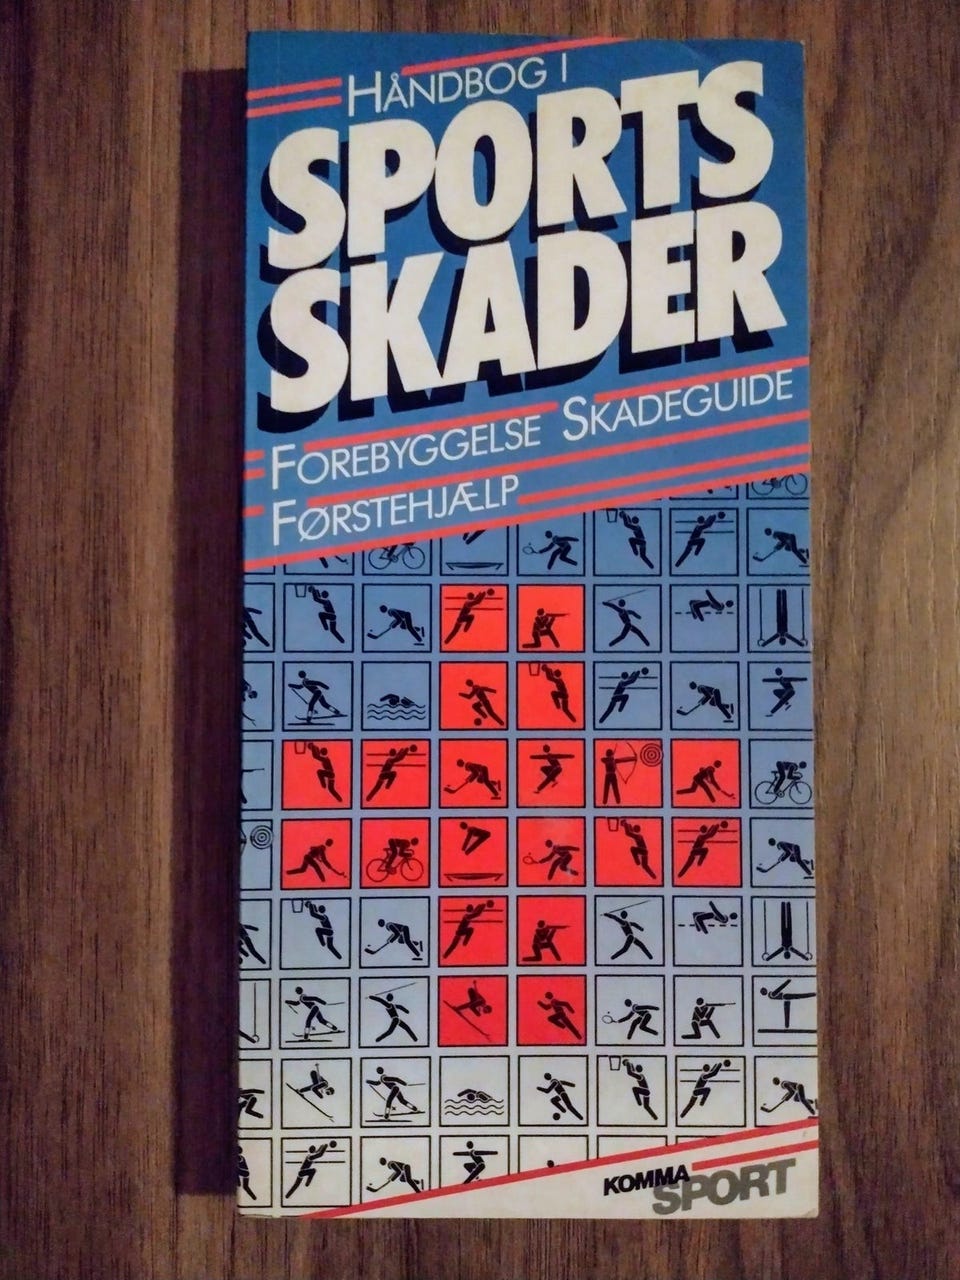 HÅNDBOG I
SPORTS
SKADER
FOREBYGGELSE SKADEGUIDE
FØRSTEHJÆLP
KOMMA
SPORT